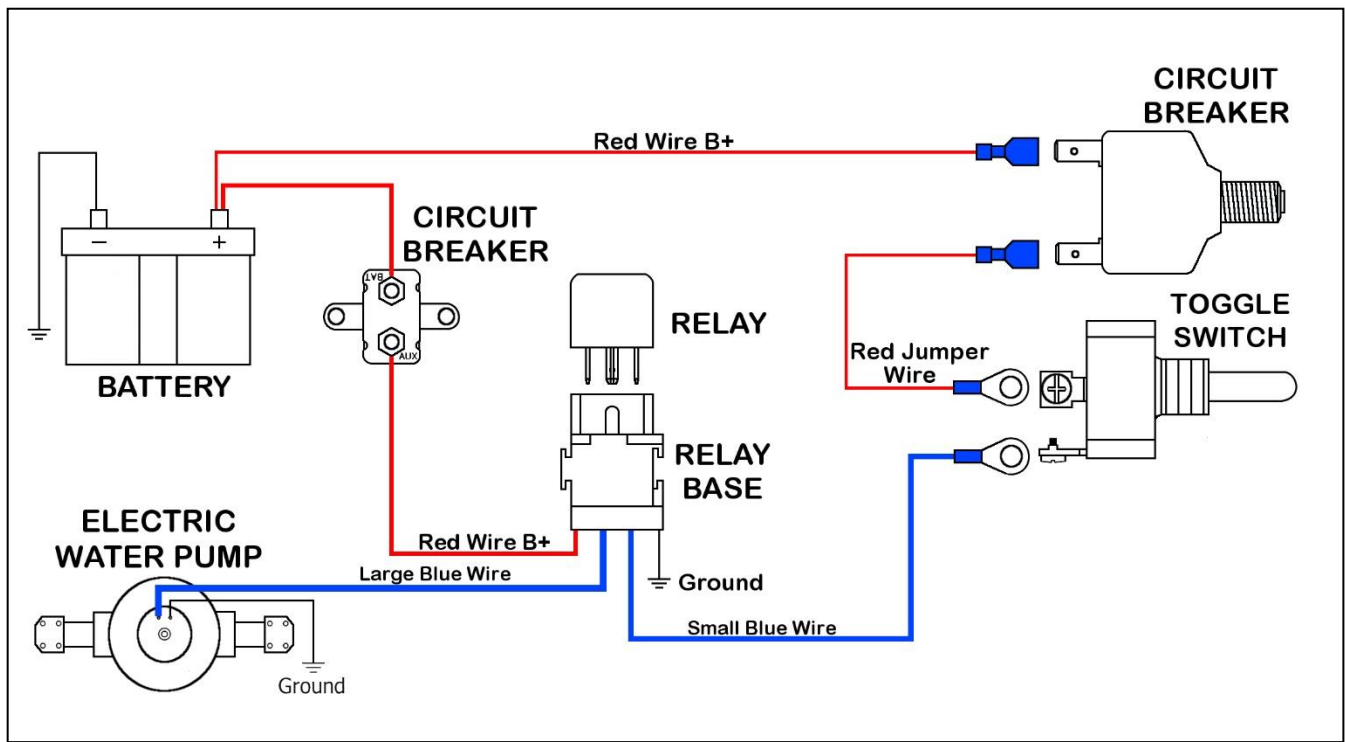 CIRCUIT
BREAKER
Red Wire B+
CIRCUIT
BREAKER
BAT
AUX
− +
BATTERY
RELAY
TOGGLE
SWITCH
Red Jumper
Wire
RELAY
BASE
ELECTRIC
WATER PUMP
Red Wire B+
Large Blue Wire
Ground
Small Blue Wire
Ground